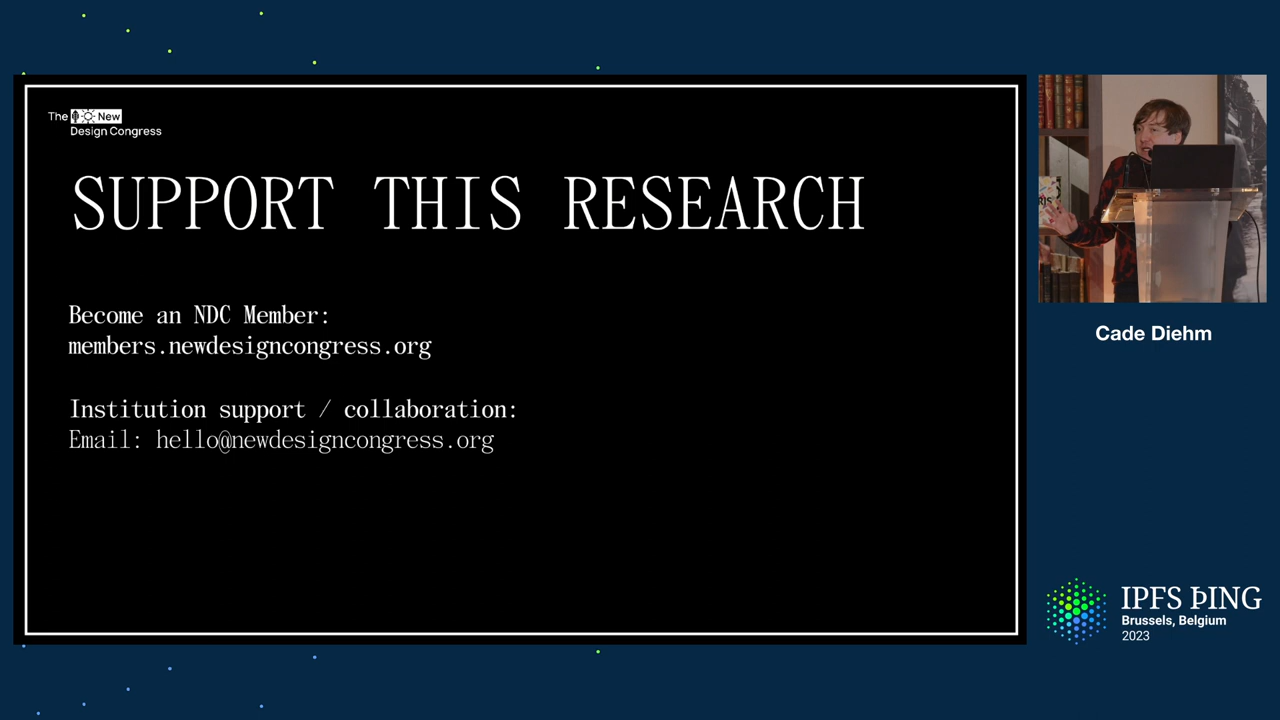 The New
Design Congress
SUPPORT THIS RESEARCH
Become an NDC Member:
members.newdesigncongress.org
Institution support / collaboration:
Email: hello@newdesigncongress.org
Cade Diehm
IPFS ÞING
Brussels, Belgium
2023